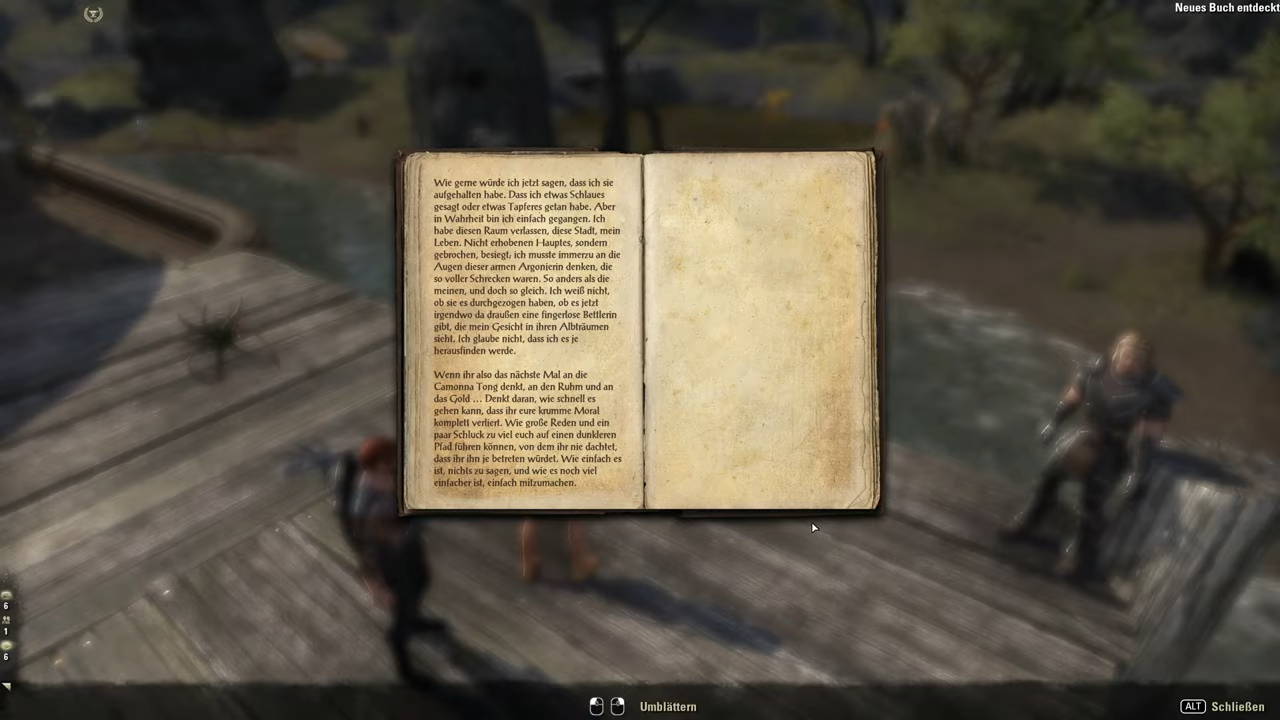 Neues Buch entdeckt
Wie gerne würde ich jetzt sagen, dass ich sie
aufgehalten habe. Dass ich etwas Schlaues
gesagt oder etwas Tapferes getan habe. Aber
in Wahrheit bin ich einfach gegangen. Ich
habe diesen Raum verlassen, diese Stadt, mein
Leben. Nicht erhobenen Hauptes, sondern
gebrochen, besiegt; ich musste immerzu an die
Augen dieser armen Argonierin denken, die
so voller Schrecken waren. So anders als die
meinen, und doch so gleich. Ich weiß nicht,
ob sie es durchgezogen haben, ob es jetzt
irgendwo da draußen eine fingerlose Bettlerin
gibt, die mein Gesicht in ihren Albträumen
sieht. Ich glaube nicht, dass ich es je
herausfinden werde.
Wenn ihr also das nächste Mal an die
Camonna Tong denkt, an den Ruhm und an
das Gold … Denkt daran, wie schnell es
gehen kann, dass ihr eure krumme Moral
komplett verliert. Wie große Reden und ein
paar Schluck zu viel euch auf einen dunkleren
Pfad führen können, von dem ihr nie dachtet,
dass ihr ihn je betreten würdet. Wie einfach es
ist, nichts zu sagen, und wie es noch viel
einfacher ist, einfach mitzumachen.
6
1
6
Umblättern
ALT Schließen